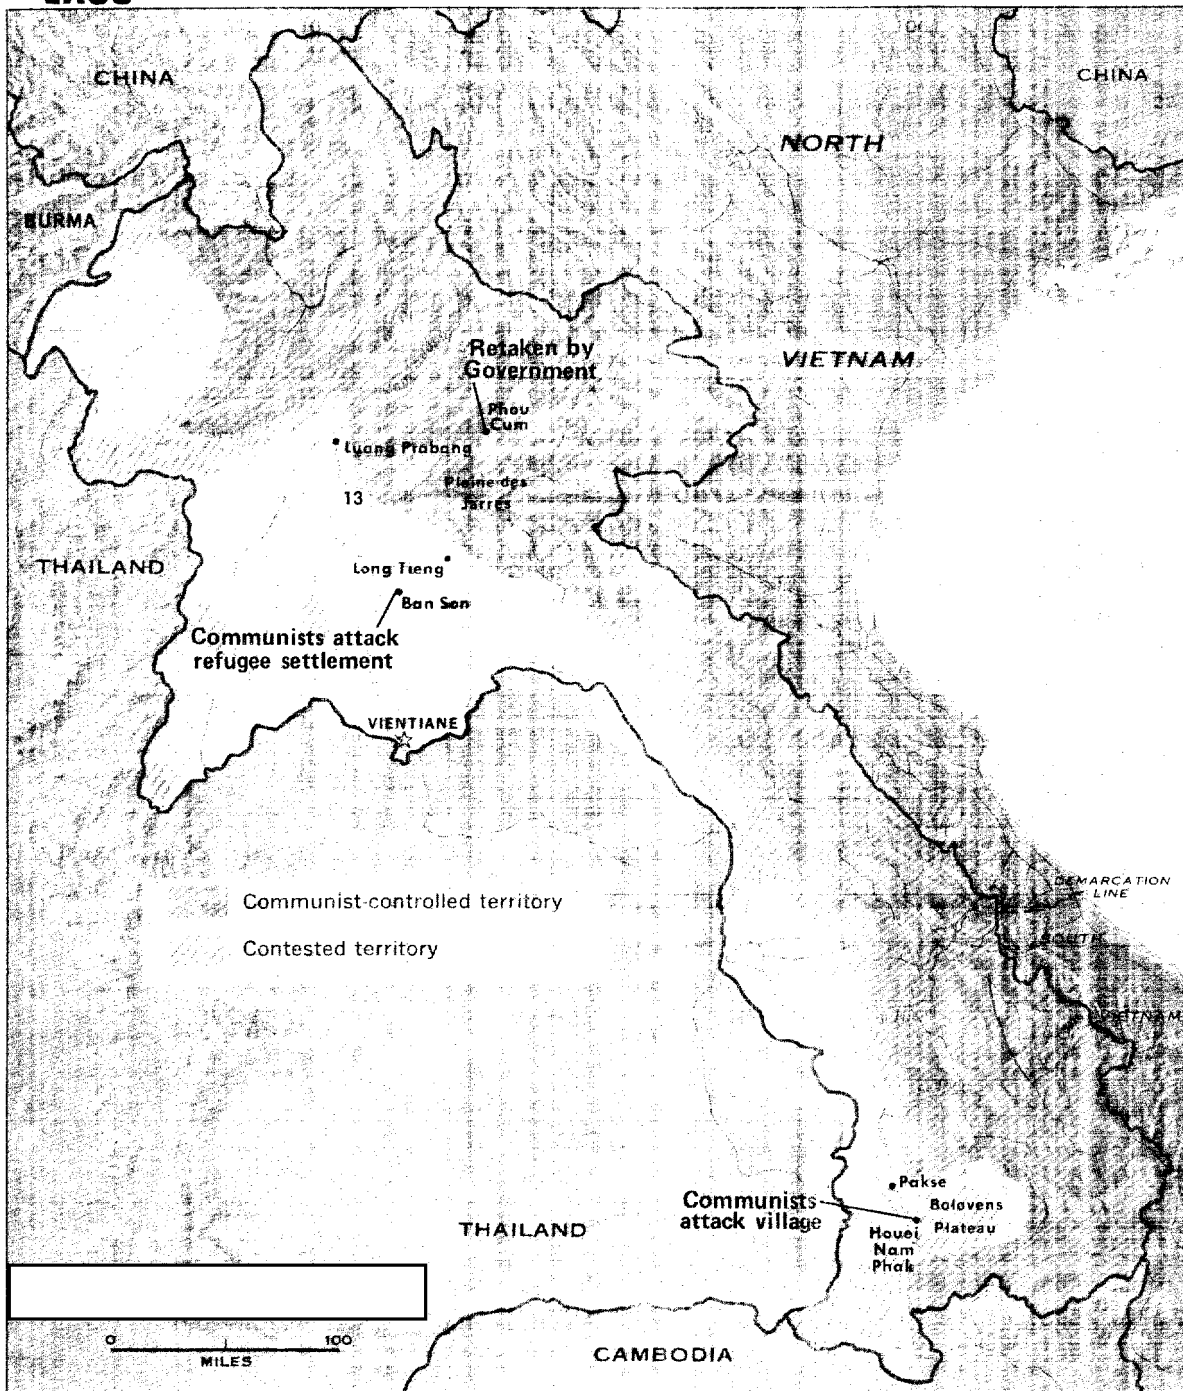 CHINA
CHINA
NORTH
BURMA
VIETNAM
Retaken by
Government
Phou
Cum
Luang Prabang
Plaine des
Jarres
13
THAILAND
Long Tieng
Ban Son
Communists attack
refugee settlement
VIENTIANE
DEMARCATION
LINE
Communist-controlled territory
SOUTH
Contested territory
VIETNAM
Pakse
Communists
attack village
Bolovens
Plateau
THAILAND
Houei
Nam
Phak
0 100
MILES
CAMBODIA